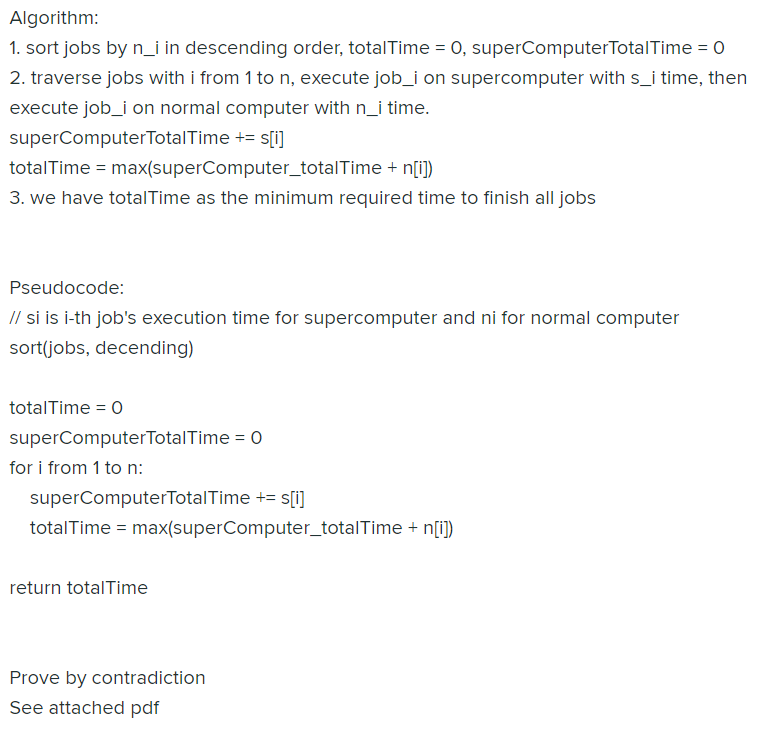 Algorithm:
1. sort jobs by n_i in descending order, totalTime = 0, superComputerTotalTime = 0
2. traverse jobs with i from 1 to n, execute job_i on supercomputer with s_i time, then
execute job_i on normal computer with n_i time.
superComputerTotalTime += s[i]
totalTime = max(superComputer_totalTime + n[i])
3. we have totalTime as the minimum required time to finish all jobs
Pseudocode:
// si is i-th job's execution time for supercomputer and ni for normal computer
sort(jobs, decending)
totalTime = 0
superComputerTotalTime = 0
for i from 1 to n:
superComputerTotalTime += s[i]
totalTime = max(superComputer_totalTime + n[i])
return totalTime
Prove by contradiction
See attached pdf